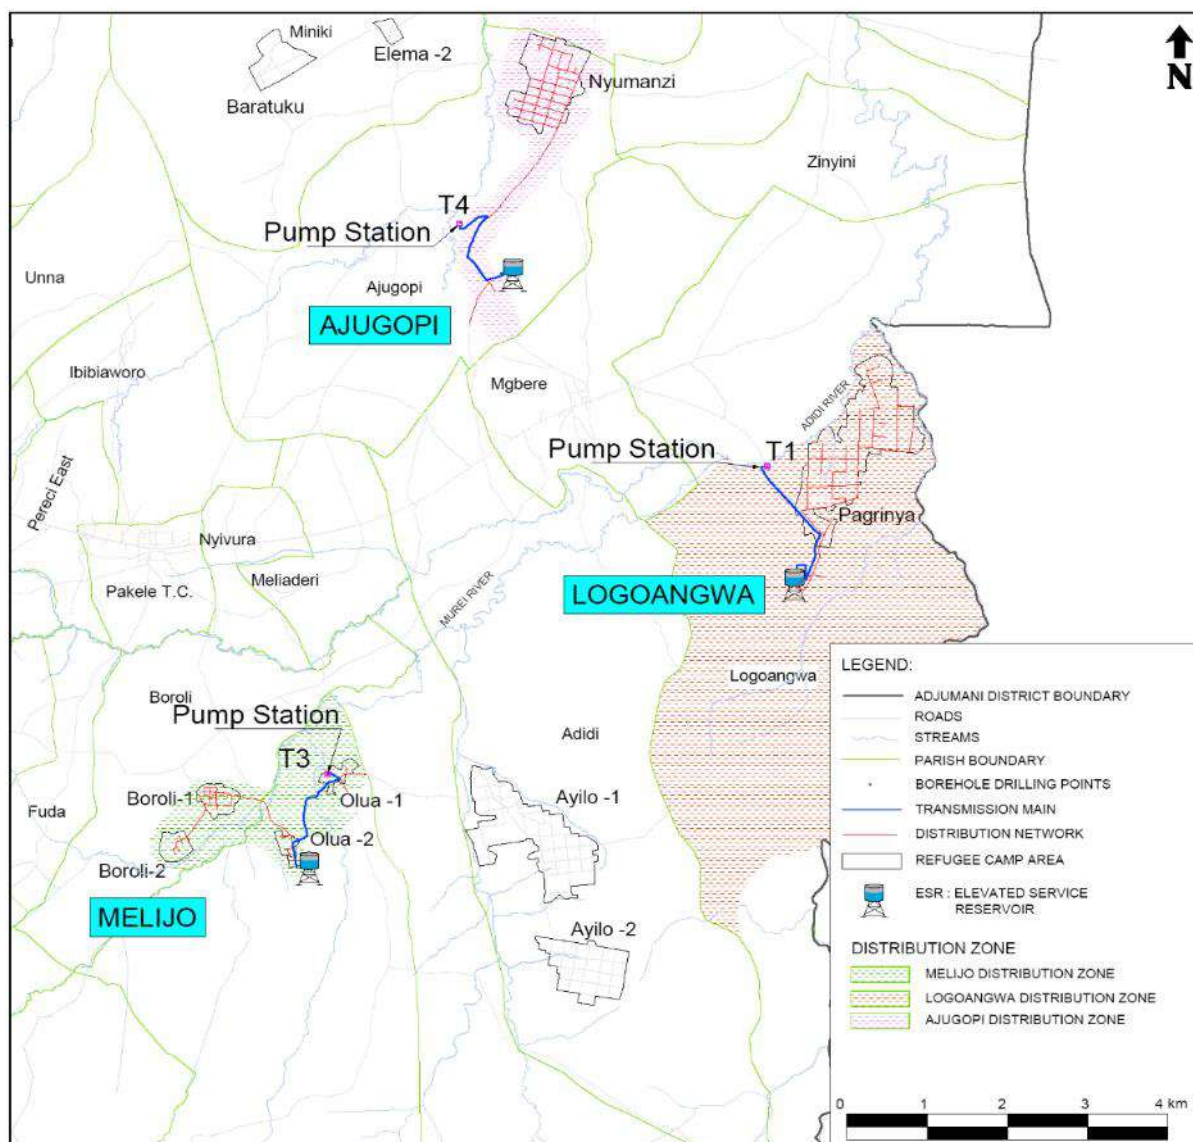 Miniki
Elema -2
N
Baratuku
Nyumanzi
Zinyini
T4
Pump Station
Unna
Ajugopi
AJUGOPI
Ibibiaworo
Mgbere
ADIDI RIVER
Pump Station
T1
Pereci East
Pagrinya
Nyivura
Meliaderi
Pakele T.C.
MUREI RIVER
LOGOANGWA
Logoangwa
Boroli
Pump Station
Adidi
T3
Boroli-1
Olua -1
Ayilo -1
Fuda
Olua -2
Boroli-2
MELIJO
Ayilo -2
LEGEND:
ADJUMANI DISTRICT BOUNDARY
ROADS
STREAMS
PARISH BOUNDARY
BOREHOLE DRILLING POINTS
TRANSMISSION MAIN
DISTRIBUTION NETWORK
REFUGEE CAMP AREA
ESR : ELEVATED SERVICE
RESERVOIR
DISTRIBUTION ZONE
MELIJO DISTRIBUTION ZONE
LOGOANGWA DISTRIBUTION ZONE
AJUGOPI DISTRIBUTION ZONE
0 1 2 3 4 km